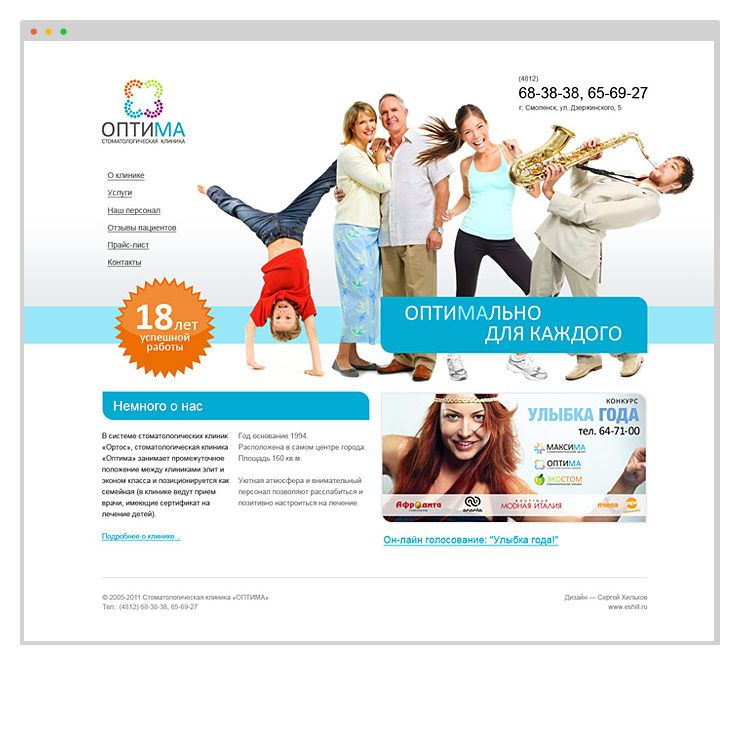 ОПТИМА
СТОМАТОЛОГИЧЕСКАЯ КЛИНИКА
(4812)
68-38-38, 65-69-27
г. Смоленск, ул. Дзержинского, 5
О клинике
Услуги
Наш персонал
Отзывы пациентов
Прайс-лист
Контакты
18 лет
успешной
работы
ОПТИМАЛЬНО
ДЛЯ КАЖДОГО
Немного о нас
В системе стоматологических клиник
«Ортос», стоматологическая клиника
«Оптима» занимает промежуточное
положение между клиниками элит и
эконом класса и позиционируется как
семейная (в клинике ведут прием
врачи, имеющие сертификат на
лечение детей).
Год основание 1994.
Расположена в самом центре города.
Площадь 160 кв.м.
Уютная атмосфера и внимательный
персонал позволяют расслабиться и
позитивно настроиться на лечение.
Подробнее о клинике...
КОНКУРС
УЛЫБКА ГОДА
тел. 64-71-00
МАКСИМА
ОПТИМА
ЭКОСТОМ
Афродита
BOUTIQUE
МОДНАЯ ИТАЛИЯ
Он-лайн голосование: "Улыбка года!"
© 2005-2011 Стоматологическая клиника «ОПТИМА»
Тел.: (4812) 68-38-38, 65-69-27
Дизайн — Сергей Хильков
www.eshill.ru